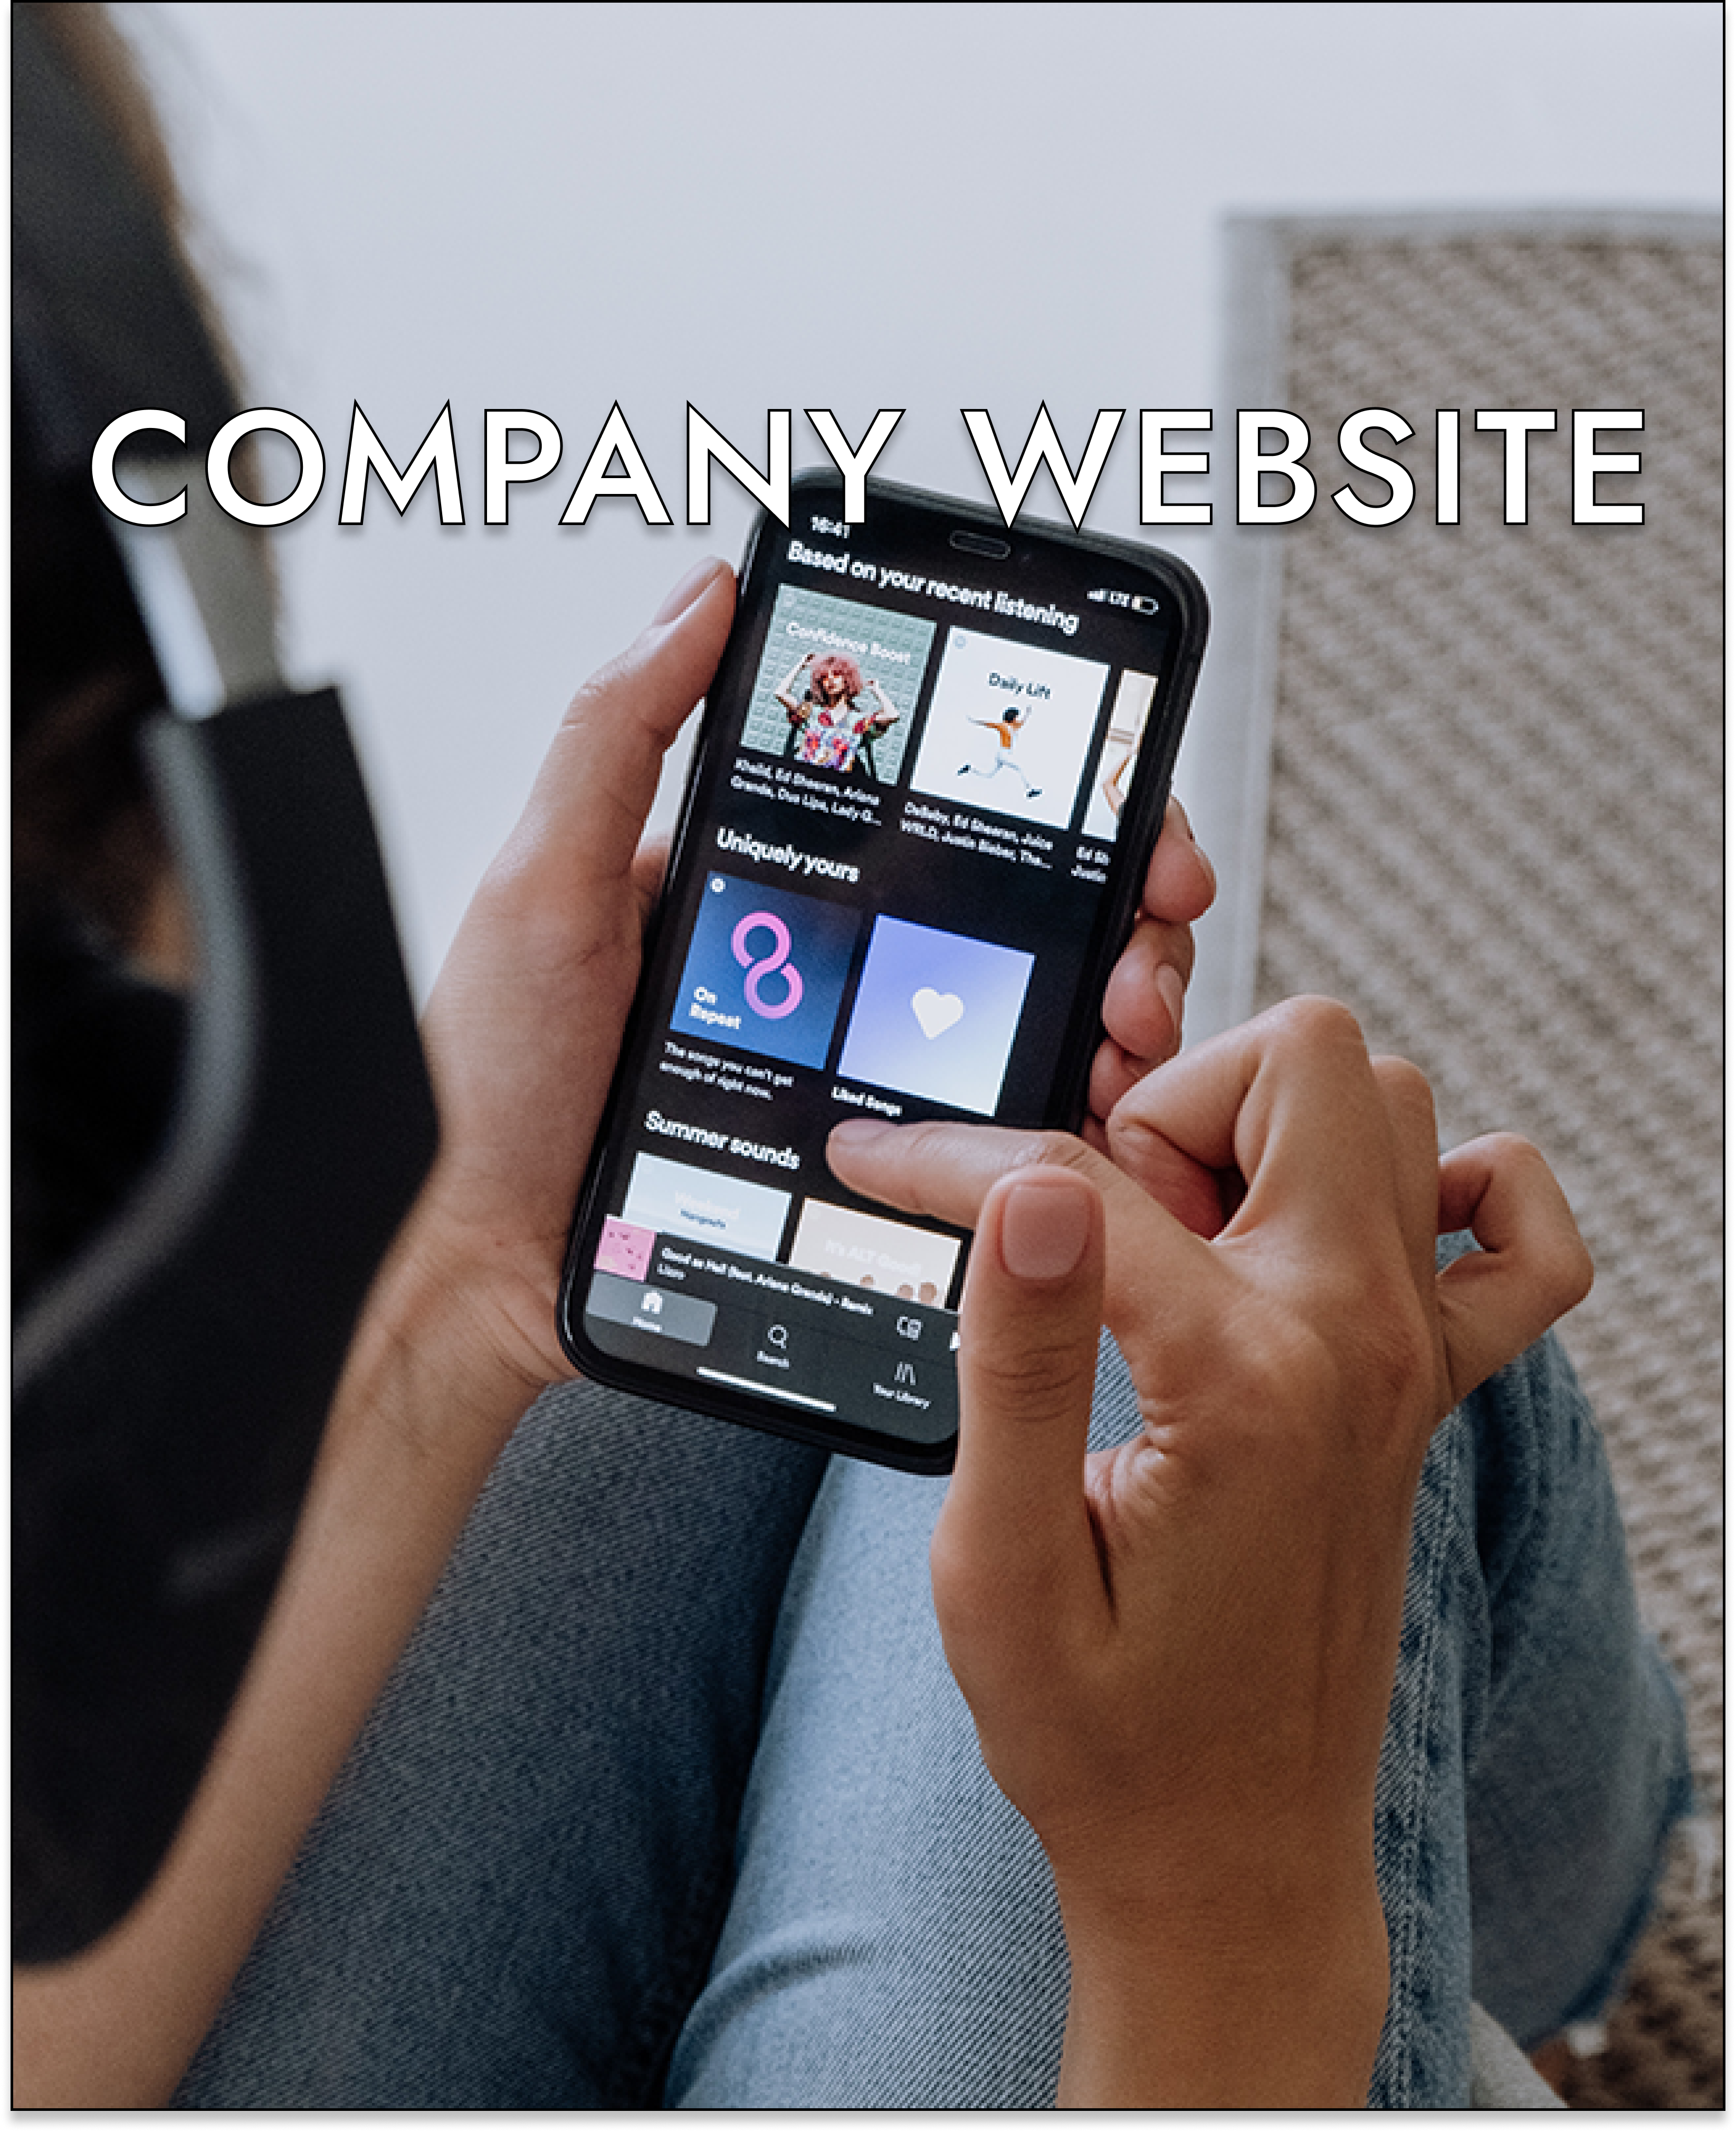 COMPANY WEBSITE
16:41
LTE
Based on your recent listening
Confidence Boost
Daily Lift
Khalid, Ed Sheeran, Ariana
Grande, Dua Lipa, Lady G...
DaBaby, Ed Sheeran, Juice
WRLD, Justin Bieber, The...
Ed Sh
Justin
Uniquely yours
On
Repeat
The songs you can't get
enough of right now.
Liked Songs
Summer sounds
Weekend
Hangouts
It's ALT Good!
Good as Hell (feat. Ariana Grande) - Remix
Lizzo
Home
Search
Your Library